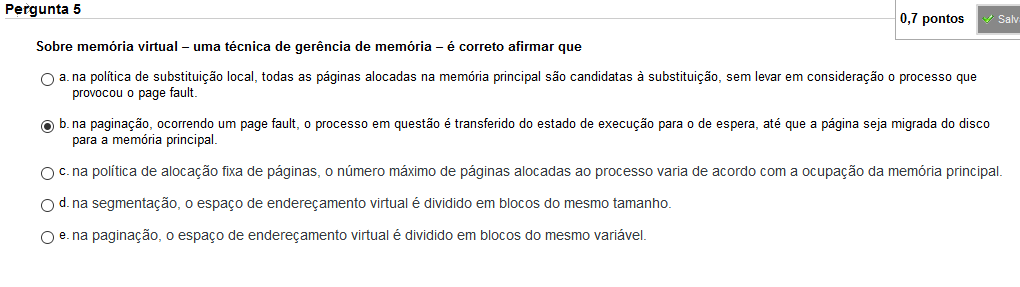 Pergunta 5
0,7 pontos
Salv
Sobre memória virtual – uma técnica de gerência de memória – é correto afirmar que
a. na política de substituição local, todas as páginas alocadas na memória principal são candidatas à substituição, sem levar em consideração o processo que
provocou o page fault.
b. na paginação, ocorrendo um page fault, o processo em questão é transferido do estado de execução para o de espera, até que a página seja migrada do disco
para a memória principal.
c. na política de alocação fixa de páginas, o número máximo de páginas alocadas ao processo varia de acordo com a ocupação da memória principal.
d. na segmentação, o espaço de endereçamento virtual é dividido em blocos do mesmo tamanho.
e. na paginação, o espaço de endereçamento virtual é dividido em blocos do mesmo variável.